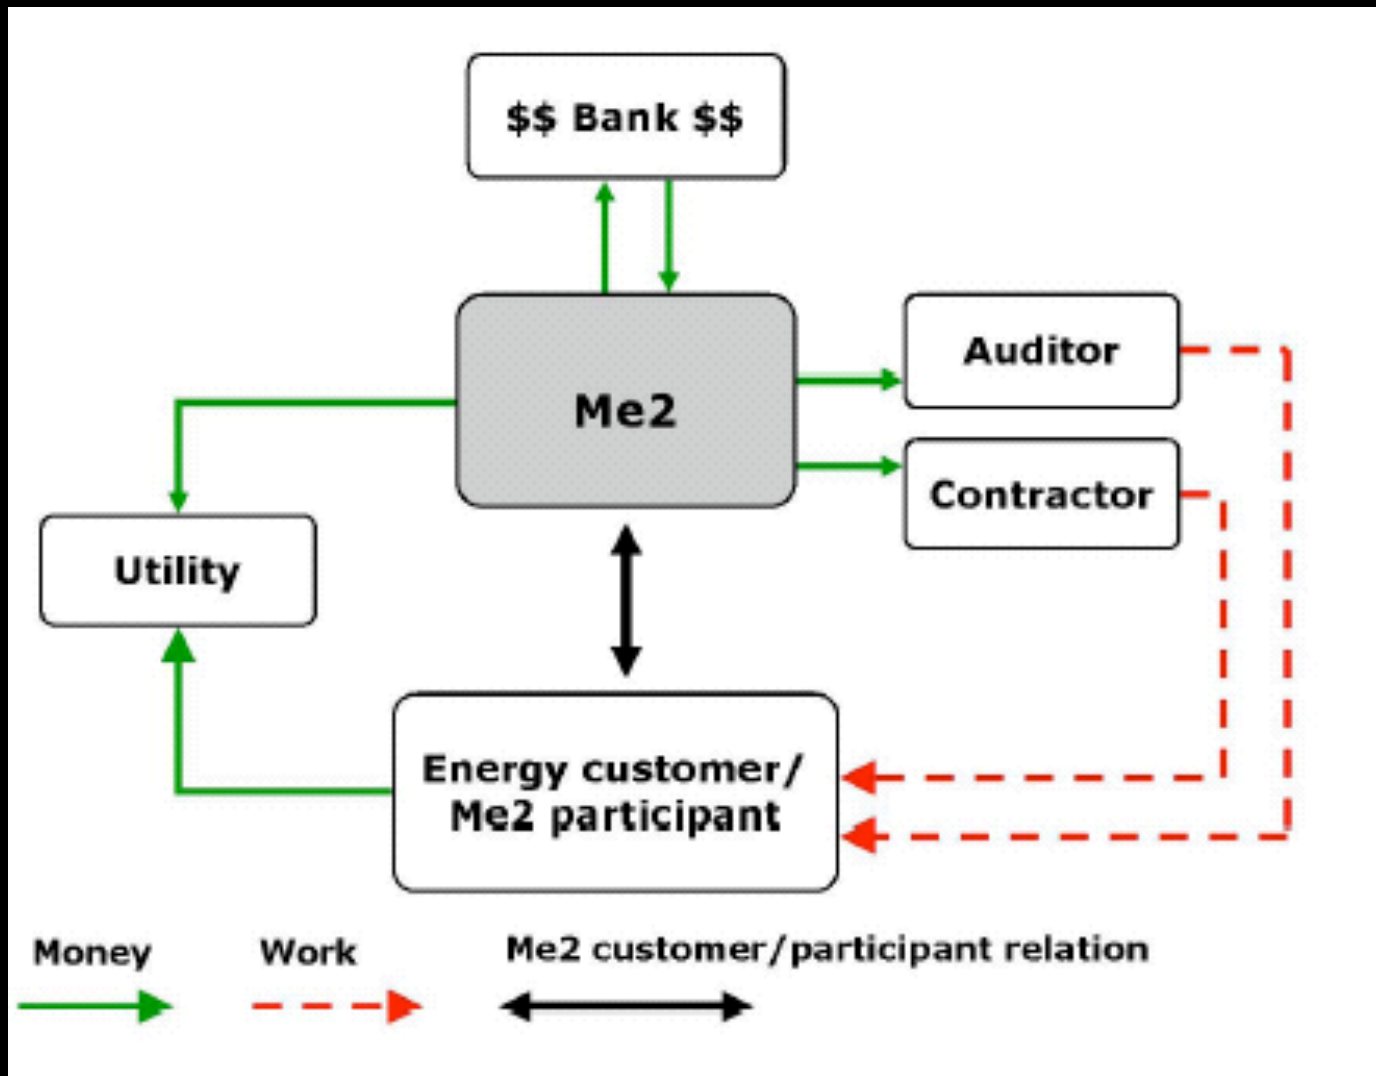 $$ Bank $$
Me2
Auditor
Contractor
Utility
Energy customer/
Me2 participant
Money
Work
Me2 customer/participant relation